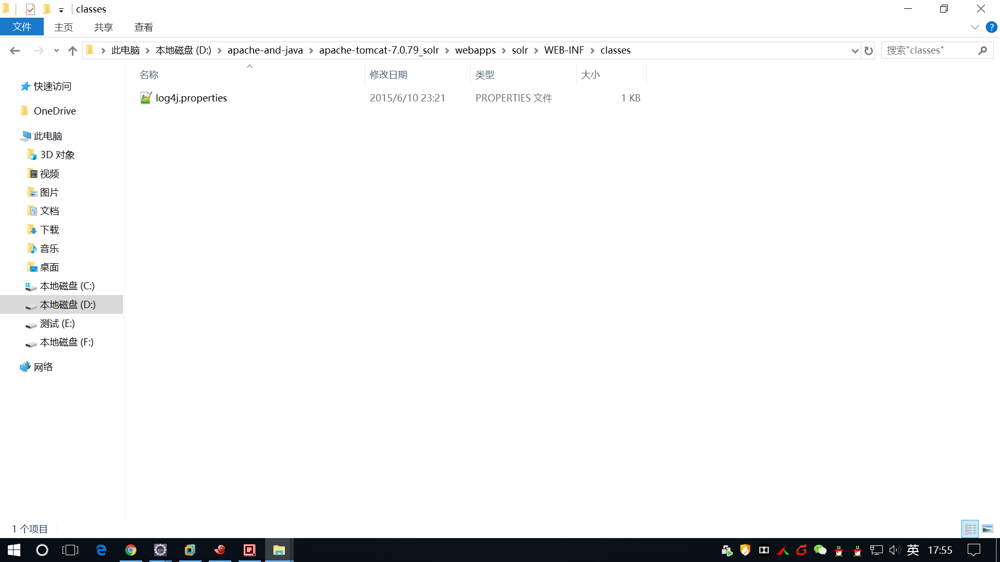 classes
文件 主页 共享 查看
此电脑 本地磁盘 (D:) apache-and-java apache-tomcat-7.0.79_solr webapps solr WEB-INF classes
搜索"classes"
名称 修改日期 类型 大小
log4j.properties 2015/6/10 23:21 PROPERTIES 文件 1 KB
快速访问
OneDrive
此电脑
3D 对象
视频
图片
文档
下载
音乐
桌面
本地磁盘 (C:)
本地磁盘 (D:)
测试 (E:)
本地磁盘 (F:)
网络
1 个项目
英 17:55